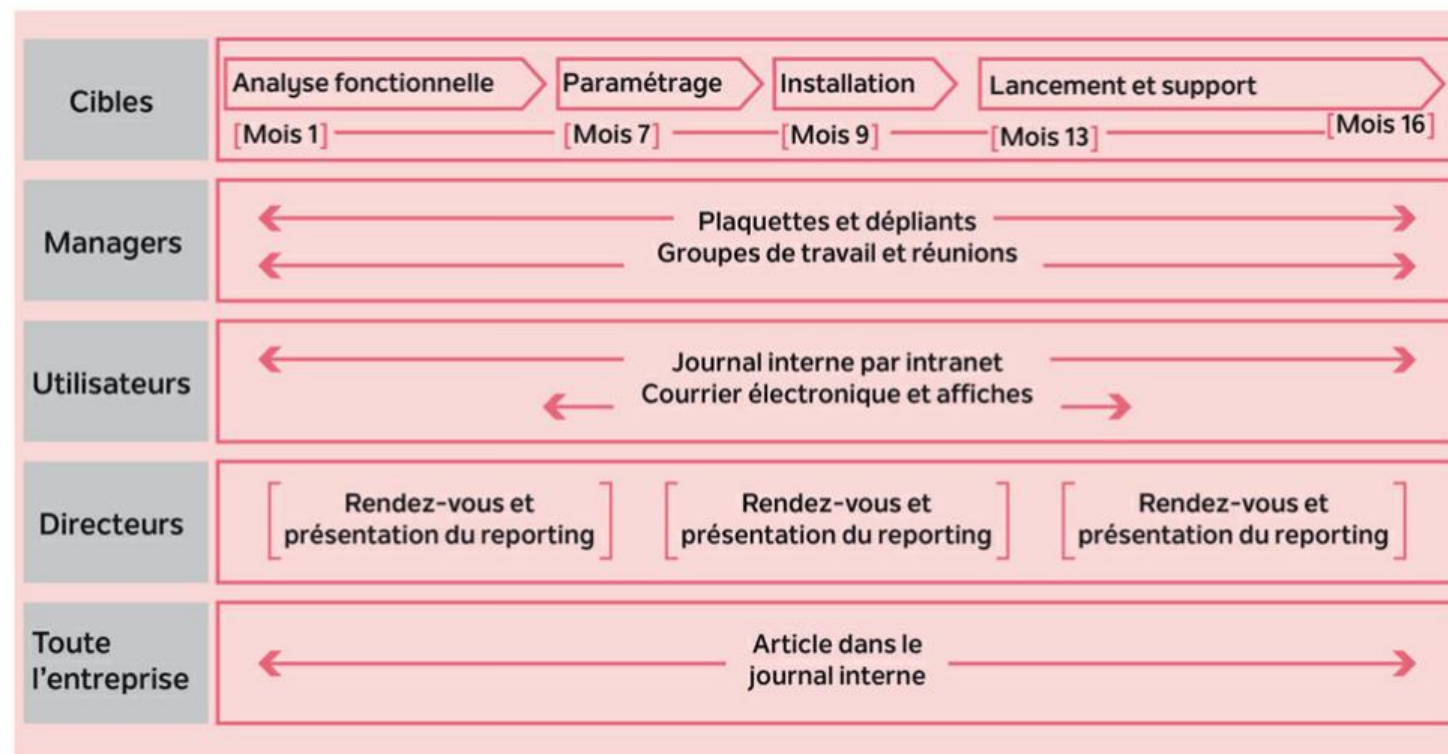 Cibles
Analyse fonctionnelle
Paramétrage
Installation
Lancement et support
[Mois 1]
[Mois 7]
[Mois 9]
[Mois 13]
[Mois 16]
Managers
Plaquettes et dépliants
Groupes de travail et réunions
Utilisateurs
Journal interne par intranet
Courrier électronique et affiches
Directeurs
Rendez-vous et
présentation du reporting
Rendez-vous et
présentation du reporting
Rendez-vous et
présentation du reporting
Toute
l'entreprise
Article dans le
journal interne